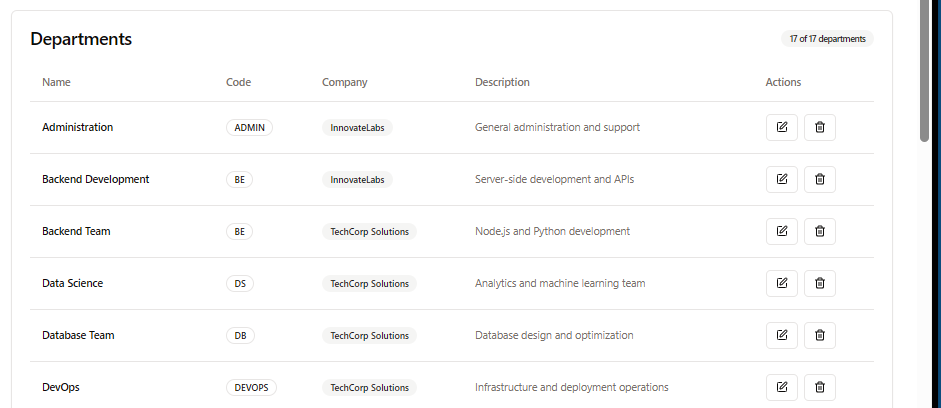 Departments
17 of 17 departments
Name Code Company Description Actions
Administration ADMIN InnovateLabs General administration and support
Backend Development BE InnovateLabs Server-side development and APIs
Backend Team BE TechCorp Solutions Node.js and Python development
Data Science DS TechCorp Solutions Analytics and machine learning team
Database Team DB TechCorp Solutions Database design and optimization
DevOps DEVOPS TechCorp Solutions Infrastructure and deployment operations